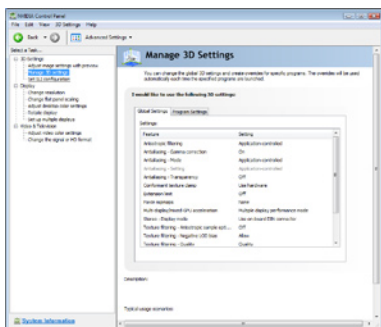 NVIDIA Control Panel
File Edit View 3D Settings Help
Back
Advanced Settings
Select a Task...
3D Settings
Adjust image settings with preview
Manage 3D settings
Set SLI configuration
Display
Change resolution
Change flat panel scaling
Adjust desktop color settings
Rotate display
Set up multiple displays
Video & Television
Adjust video color settings
Change the signal or HD format
System Information
Manage 3D Settings
You can change the global 3D settings and create overrides for specific programs. The overrides will be used
automatically each time the specified programs are launched.
I would like to use the following 3D settings:
Global Settings Program Settings
Settings:
Feature Setting
Anisotropic filtering Application-controlled
Antialiasing - Gamma correction On
Antialiasing - Mode Application-controlled
Antialiasing - Setting Application-controlled
Antialiasing - Transparency Off
Conformant texture clamp Use hardware
Extension limit Off
Force mipmaps None
Multi-display/mixed-GPU acceleration Multiple display performance mode
Stereo - Display mode
Texture filtering - Anisotropic sample opti... Off
Texture filtering - Negative LOD bias Allow
Texture filtering - Quality Quality
Description:
Typical usage scenarios: